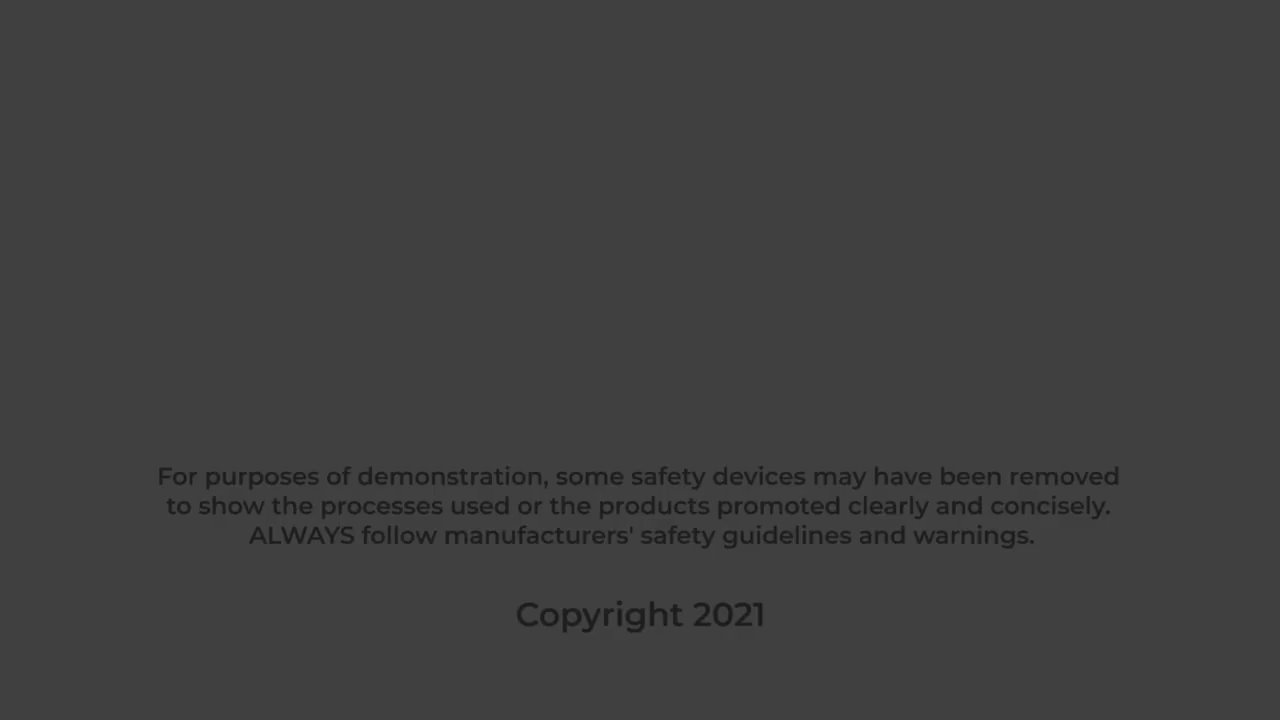 For purposes of demonstration, some safety devices may have been removed
to show the processes used or the products promoted clearly and concisely.
ALWAYS follow manufacturers' safety guidelines and warnings.
Copyright 2021